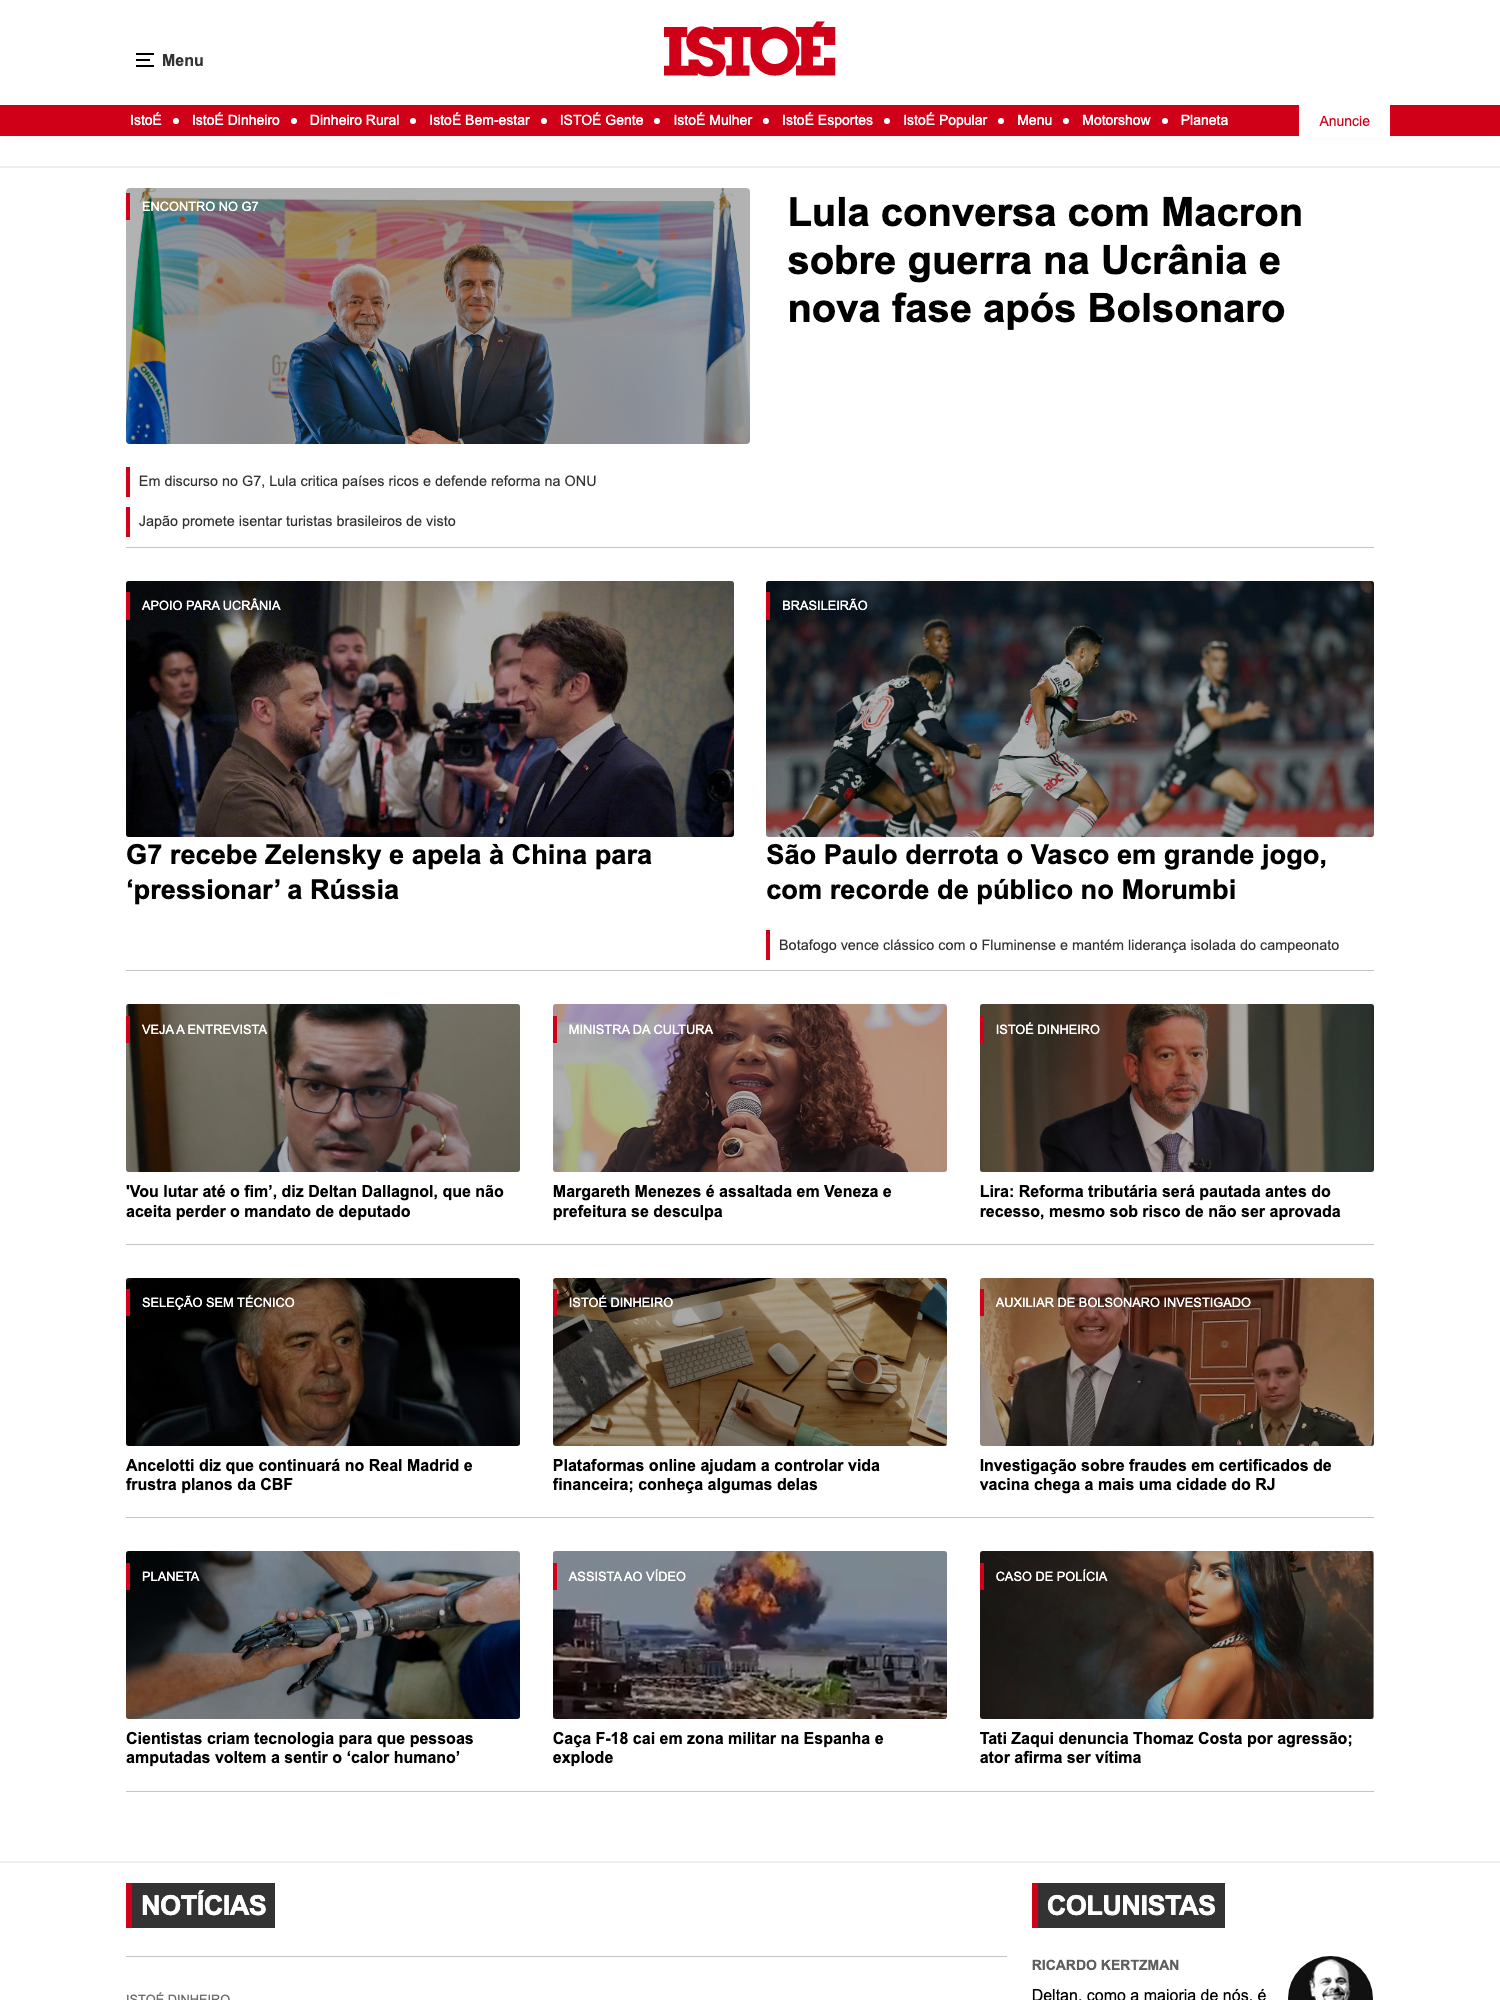 ISTOÉ
Menu
IstoÉ • IstoÉ Dinheiro • Dinheiro Rural • IstoÉ Bem-estar • ISTOÉ Gente • IstoÉ Mulher • IstoÉ Esportes • IstoÉ Popular • Menu • Motorshow • Planeta
Anuncie
ENCONTRO NO G7
Lula conversa com Macron
sobre guerra na Ucrânia e
nova fase após Bolsonaro
Em discurso no G7, Lula critica países ricos e defende reforma na ONU
Japão promete isentar turistas brasileiros de visto
APOIO PARA UCRÂNIA
G7 recebe Zelensky e apela à China para
‘pressionar’ a Rússia
BRASILEIRÃO
São Paulo derrota o Vasco em grande jogo,
com recorde de público no Morumbi
Botafogo vence clássico com o Fluminense e mantém liderança isolada do campeonato
VEJA A ENTREVISTA
'Vou lutar até o fim’, diz Deltan Dallagnol, que não
aceita perder o mandato de deputado
MINISTRA DA CULTURA
Margareth Menezes é assaltada em Veneza e
prefeitura se desculpa
ISTOÉ DINHEIRO
Lira: Reforma tributária será pautada antes do
recesso, mesmo sob risco de não ser aprovada
SELEÇÃO SEM TÉCNICO
Ancelotti diz que continuará no Real Madrid e
frustra planos da CBF
ISTOÉ DINHEIRO
Plataformas online ajudam a controlar vida
financeira; conheça algumas delas
AUXILIAR DE BOLSONARO INVESTIGADO
Investigação sobre fraudes em certificados de
vacina chega a mais uma cidade do RJ
PLANETA
Cientistas criam tecnologia para que pessoas
amputadas voltem a sentir o ‘calor humano’
ASSISTA AO VÍDEO
Caça F-18 cai em zona militar na Espanha e
explode
CASO DE POLÍCIA
Tati Zaqui denuncia Thomaz Costa por agressão;
ator afirma ser vítima
NOTÍCIAS
ISTOÉ DINHEIRO
COLUNISTAS
RICARDO KERTZMAN
Deltan, como a maioria de nós, é